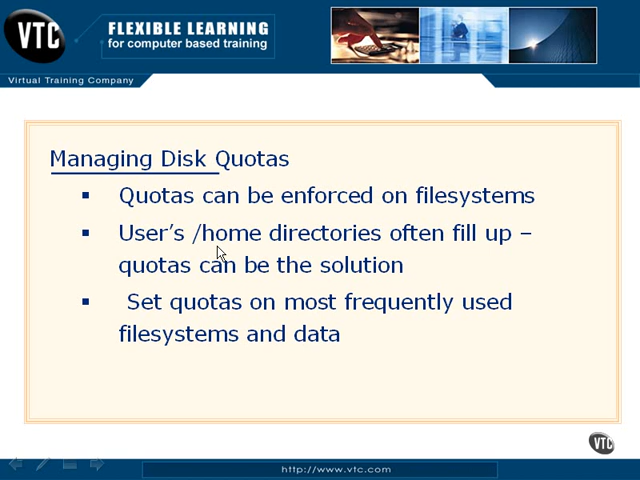 VTC
FLEXIBLE LEARNING
for computer based training
Virtual Training Company
Managing Disk Quotas
▪ Quotas can be enforced on filesystems
▪ User's /home directories often fill up –
quotas can be the solution
▪ Set quotas on most frequently used
filesystems and data
VTC
http://www.vtc.com